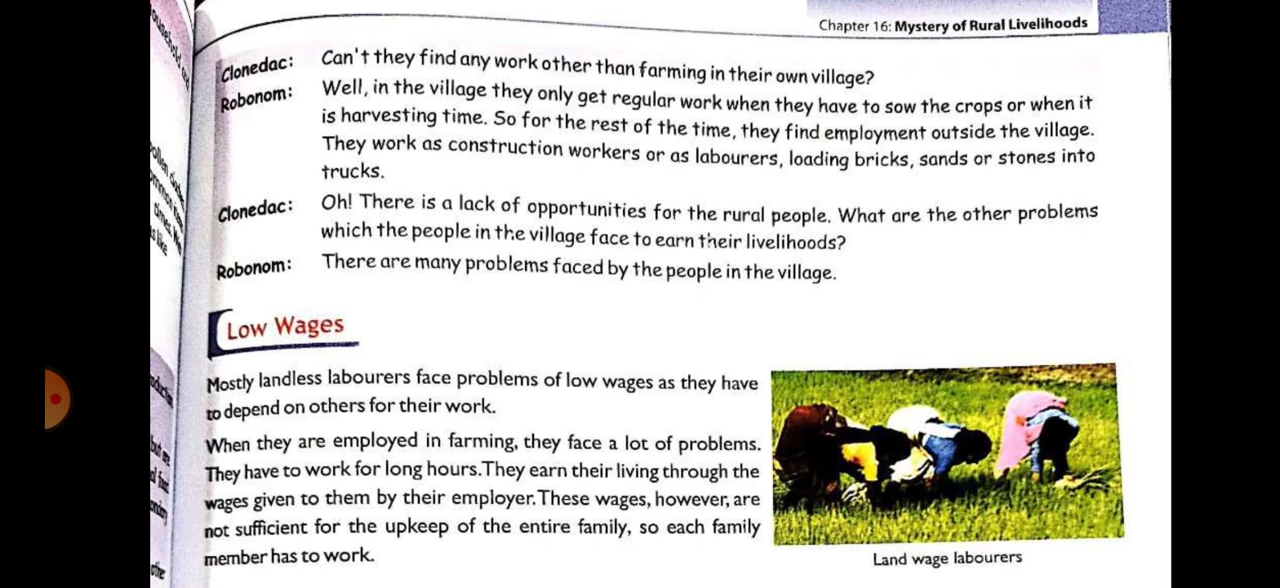 Chapter 16: Mystery of Rural Livelihoods
Clonedac: Can't they find any work other than farming in their own village?
Robonom: Well, in the village they only get regular work when they have to sow the crops or when it
is harvesting time. So for the rest of the time, they find employment outside the village.
They work as construction workers or as labourers, loading bricks, sands or stones into
trucks.
Clonedac: Oh! There is a lack of opportunities for the rural people. What are the other problems
which the people in the village face to earn their livelihoods?
Robonom: There are many problems faced by the people in the village.
Low Wages
Mostly landless labourers face problems of low wages as they have
to depend on others for their work.
When they are employed in farming, they face a lot of problems.
They have to work for long hours. They earn their living through the
wages given to them by their employer. These wages, however, are
not sufficient for the upkeep of the entire family, so each family
member has to work.
Land wage labourers